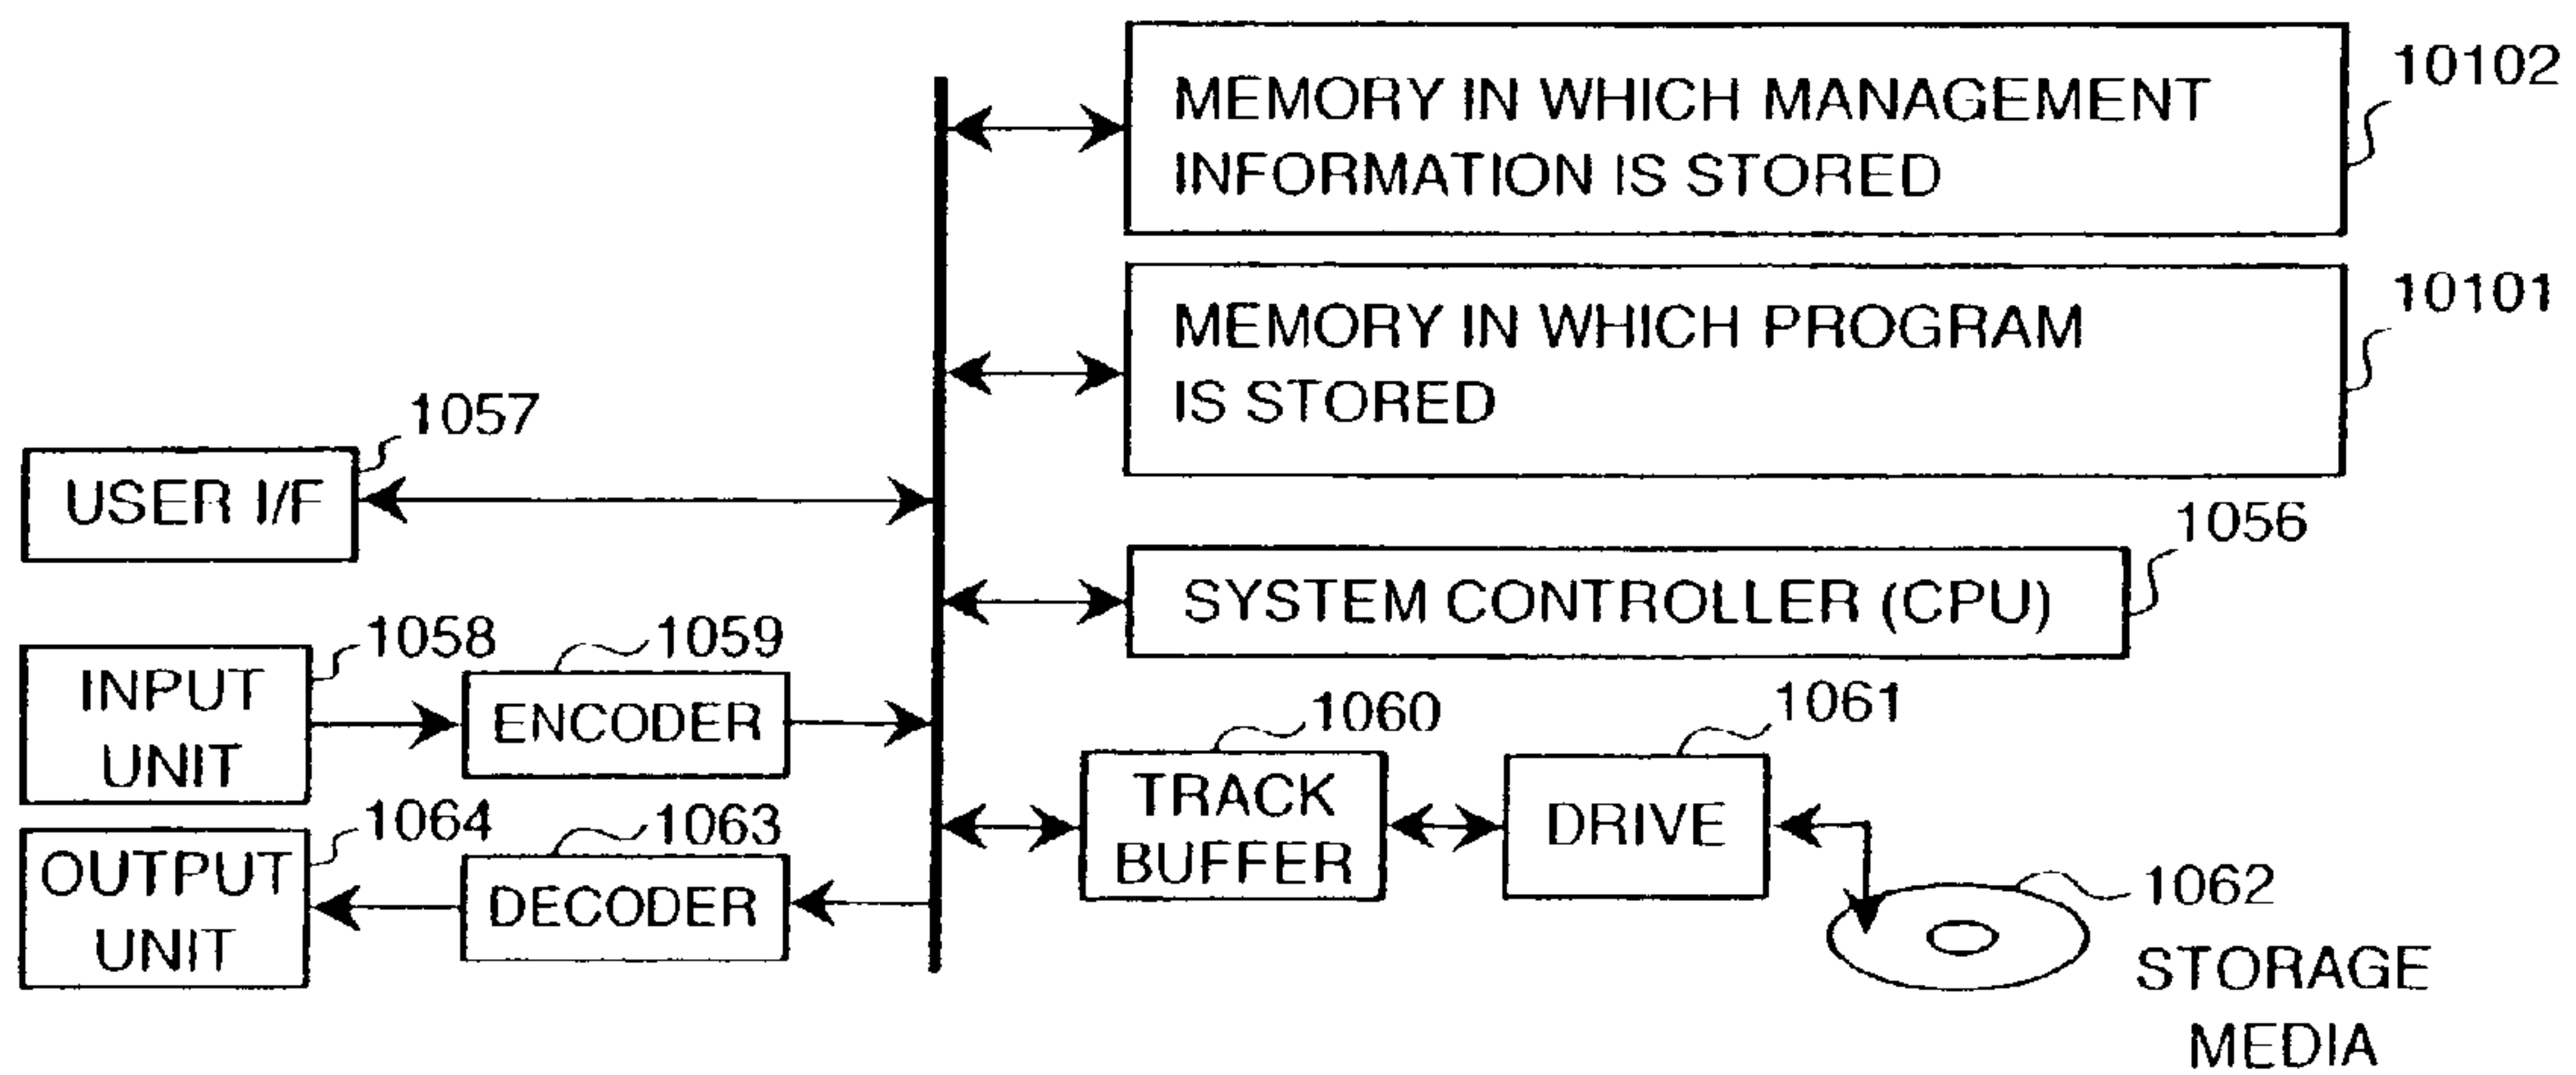 10102
MEMORY IN WHICH MANAGEMENT
INFORMATION IS STORED
10101
MEMORY IN WHICH PROGRAM
IS STORED
1057
USER I/F
1056
SYSTEM CONTROLLER (CPU)
1058
INPUT
UNIT
1059
ENCODER
1060
TRACK
BUFFER
1061
DRIVE
1064
OUTPUT
UNIT
1063
DECODER
1062
STORAGE
MEDIA